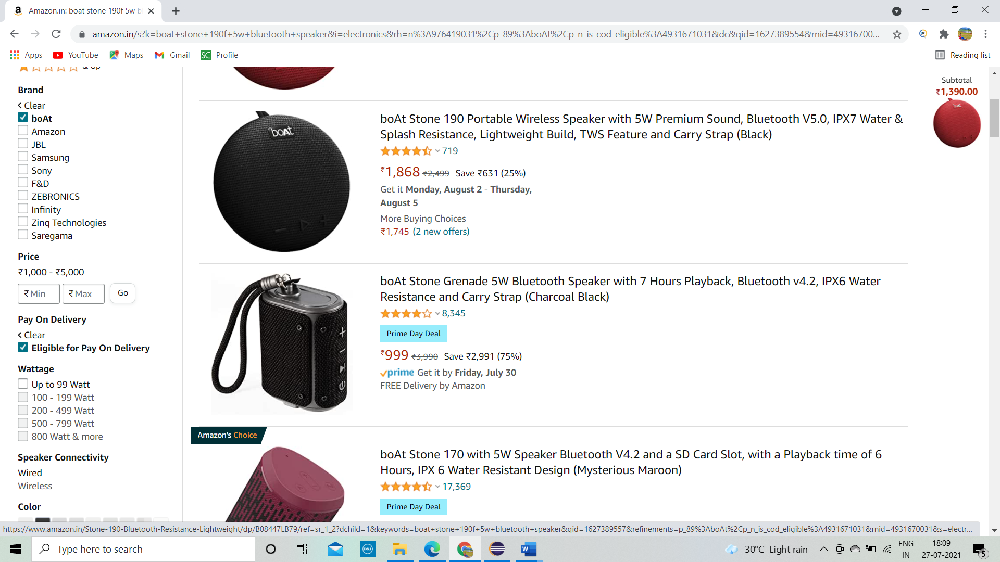 Amazon.in: boat stone 190f 5w b
amazon.in/s?k=boat+stone+190f+5w+bluetooth+speaker&i=electronics&rh=n%3A976419031%2Cp_89%3AboAt%2Cp_n_is_cod_eligible%3A4931671031&dc&qid=1627389554&rnid=49316700...
Apps YouTube Maps Gmail SC Profile Reading list
& Up
Brand
Clear
boAt
Amazon
JBL
Samsung
Sony
F&D
ZEBRONICS
Infinity
Zinq Technologies
Saregama
Price
₹1,000 - ₹5,000
₹ Min ₹ Max Go
Pay On Delivery
Clear
Eligible for Pay On Delivery
Wattage
Up to 99 Watt
100 - 199 Watt
200 - 499 Watt
500 - 799 Watt
800 Watt & more
Speaker Connectivity
Wired
Wireless
Color
boAt
boAt Stone 190 Portable Wireless Speaker with 5W Premium Sound, Bluetooth V5.0, IPX7 Water &
Splash Resistance, Lightweight Build, TWS Feature and Carry Strap (Black)
719
₹1,868 ₹2,499 Save ₹631 (25%)
Get it Monday, August 2 - Thursday,
August 5
More Buying Choices
₹1,745 (2 new offers)
boAt Stone Grenade 5W Bluetooth Speaker with 7 Hours Playback, Bluetooth v4.2, IPX6 Water
Resistance and Carry Strap (Charcoal Black)
8,345
Prime Day Deal
₹999 ₹3,990 Save ₹2,991 (75%)
prime Get it by Friday, July 30
FREE Delivery by Amazon
Amazon's Choice
boAt Stone 170 with 5W Speaker Bluetooth V4.2 and a SD Card Slot, with a Playback time of 6
Hours, IPX 6 Water Resistant Design (Mysterious Maroon)
17,369
Prime Day Deal
Subtotal
₹1,390.00
boAt
https://www.amazon.in/Stone-190-Bluetooth-Resistance-Lightweight/dp/B08447LB79/ref=sr_1_2?dchild=1&keywords=boat+stone+190f+5w+bluetooth+speaker&qid=1627389557&refinements=p_89%3AboAt%2Cp_n_is_cod_eligible%3A4931671031&rnid=4931670031&s=electr...
Type here to search
DELL
W
30°C Light rain
ENG
IN
18:09
27-07-2021
5